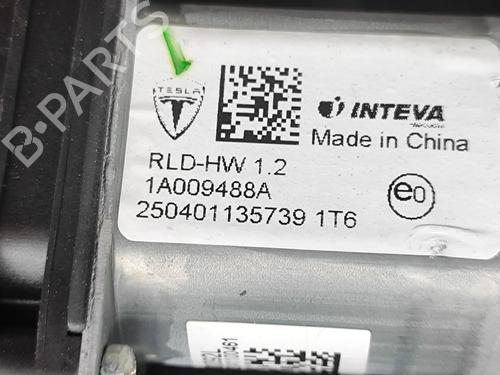 B-PARTS
TESLA
INTEVA
Made in China
RLD-HW 1.2
1A009488A
250401135739 1T6
e0